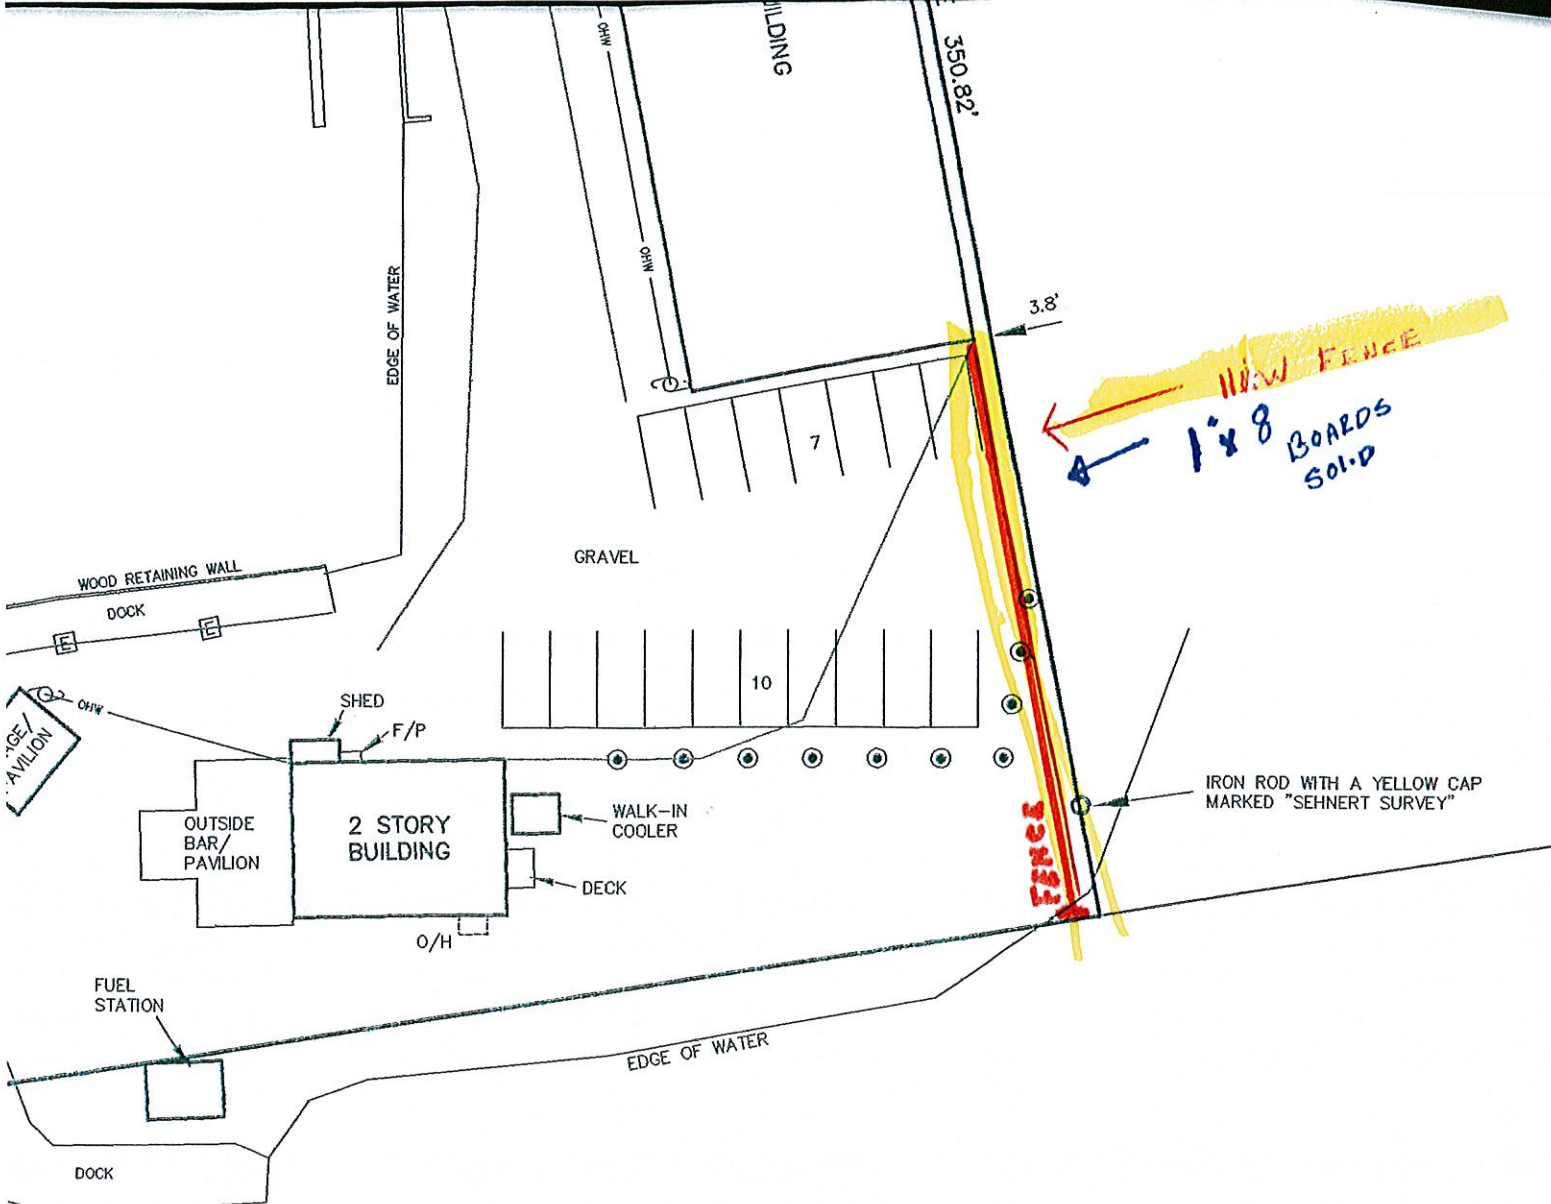 OHW
350.82'
EDGE OF WATER
OHW
3.8'
NEW FENCE
1" x 8 BOARDS
SOLID
7
GRAVEL
WOOD RETAINING WALL
DOCK
E
E
10
OHW
SHED
F/P
OUTSIDE
BAR/
PAVILION
2 STORY
BUILDING
WALK-IN
COOLER
DECK
O/H
FENCE
IRON ROD WITH A YELLOW CAP
MARKED "SEHNERT SURVEY"
FUEL
STATION
EDGE OF WATER
DOCK